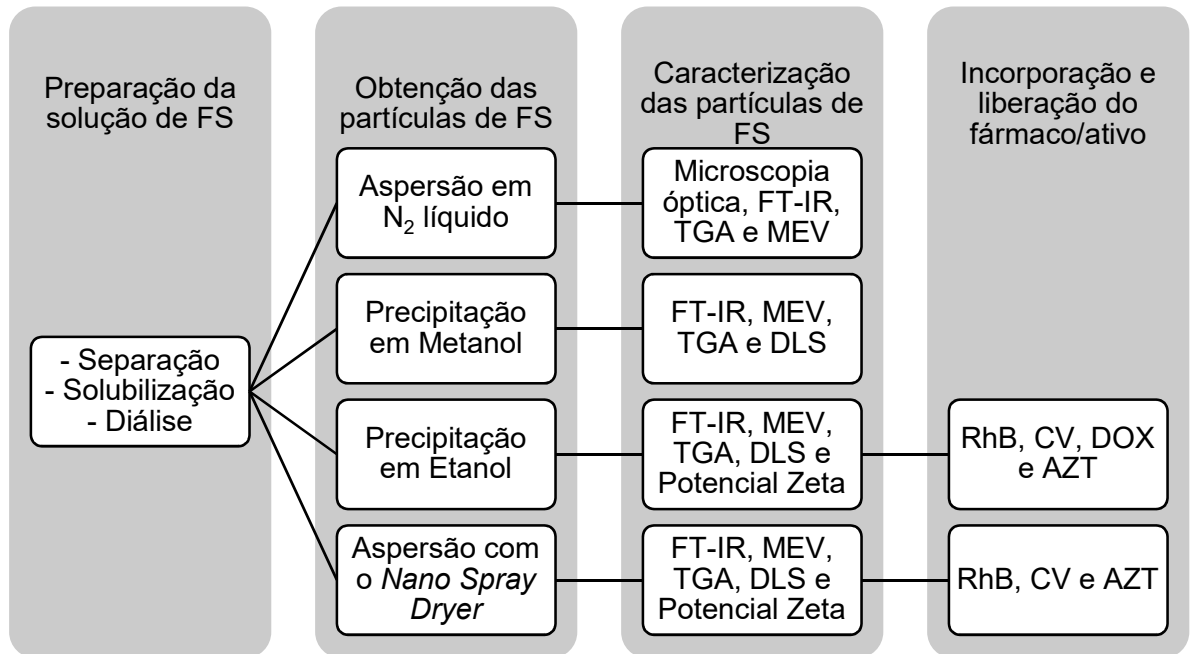 Preparação da
solução de FS
- Separação
- Solubilização
- Diálise
Obtenção das
partículas de FS
Aspersão em
N₂ líquido
Precipitação
em Metanol
Precipitação
em Etanol
Aspersão com
o Nano Spray
Dryer
Caracterização
das partículas de
FS
Microscopia
óptica, FT-IR,
TGA e MEV
FT-IR, MEV,
TGA e DLS
FT-IR, MEV,
TGA, DLS e
Potencial Zeta
FT-IR, MEV,
TGA, DLS e
Potencial Zeta
Incorporação e
liberação do
fármaco/ativo
RhB, CV, DOX
e AZT
RhB, CV e AZT